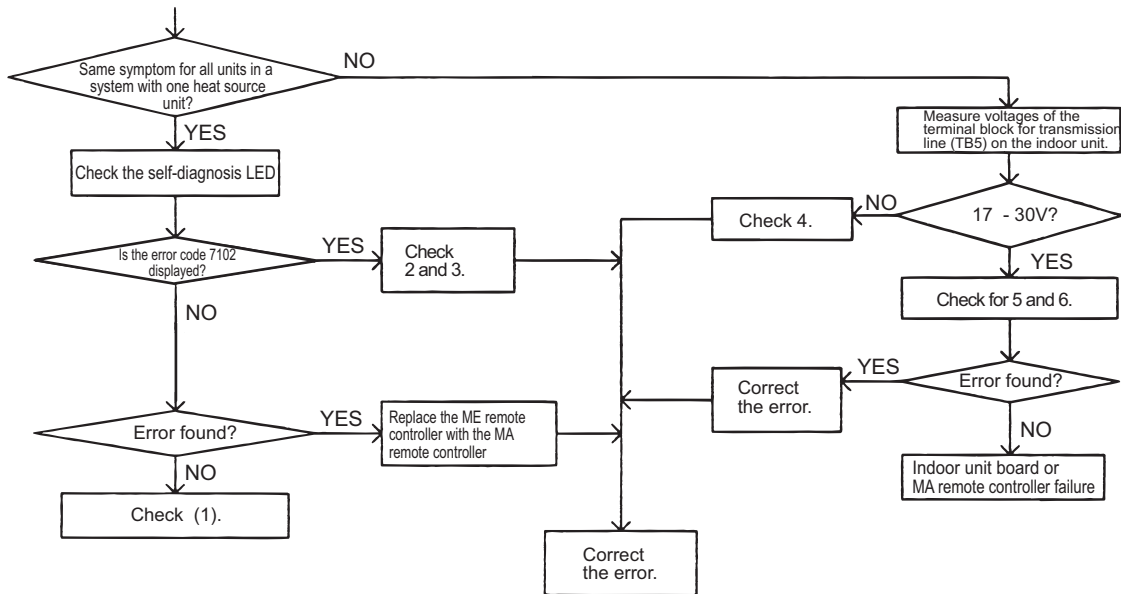 Same symptom for all units in a
system with one heat source
unit?
NO
YES
Check the self-diagnosis LED
Is the error code 7102
displayed?
YES
Check
2 and 3.
NO
Error found?
YES
Replace the ME remote
controller with the MA
remote controller
NO
Check (1).
Measure voltages of the
terminal block for transmission
line (TB5) on the indoor unit.
17 - 30V?
NO
Check 4.
YES
Check for 5 and 6.
Error found?
YES
Correct
the error.
NO
Indoor unit board or
MA remote controller failure
Correct
the error.